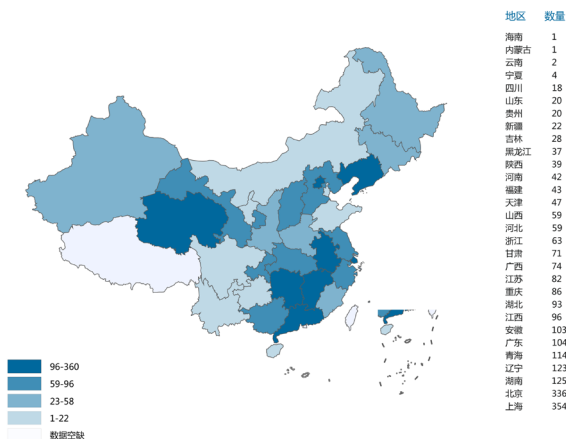 地区 数量
海南 1
内蒙古 1
云南 2
宁夏 4
四川 18
山东 20
贵州 20
新疆 22
吉林 28
黑龙江 37
陕西 39
河南 42
福建 43
天津 47
山西 59
河北 59
浙江 63
甘肃 71
广西 74
江苏 82
重庆 86
湖北 93
江西 96
安徽 103
广东 104
青海 114
辽宁 123
湖南 125
北京 336
上海 354
96-360
59-96
23-58
1-22
数据空缺